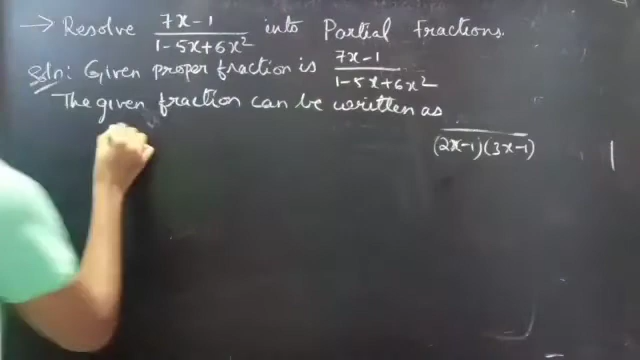 → Resolve 7x-1 / 1-5x+6x² into Partial Fractions.
Soln: Given proper fraction is 7x-1 / 1-5x+6x²
The given fraction can be written as
(2x-1)(3x-1)